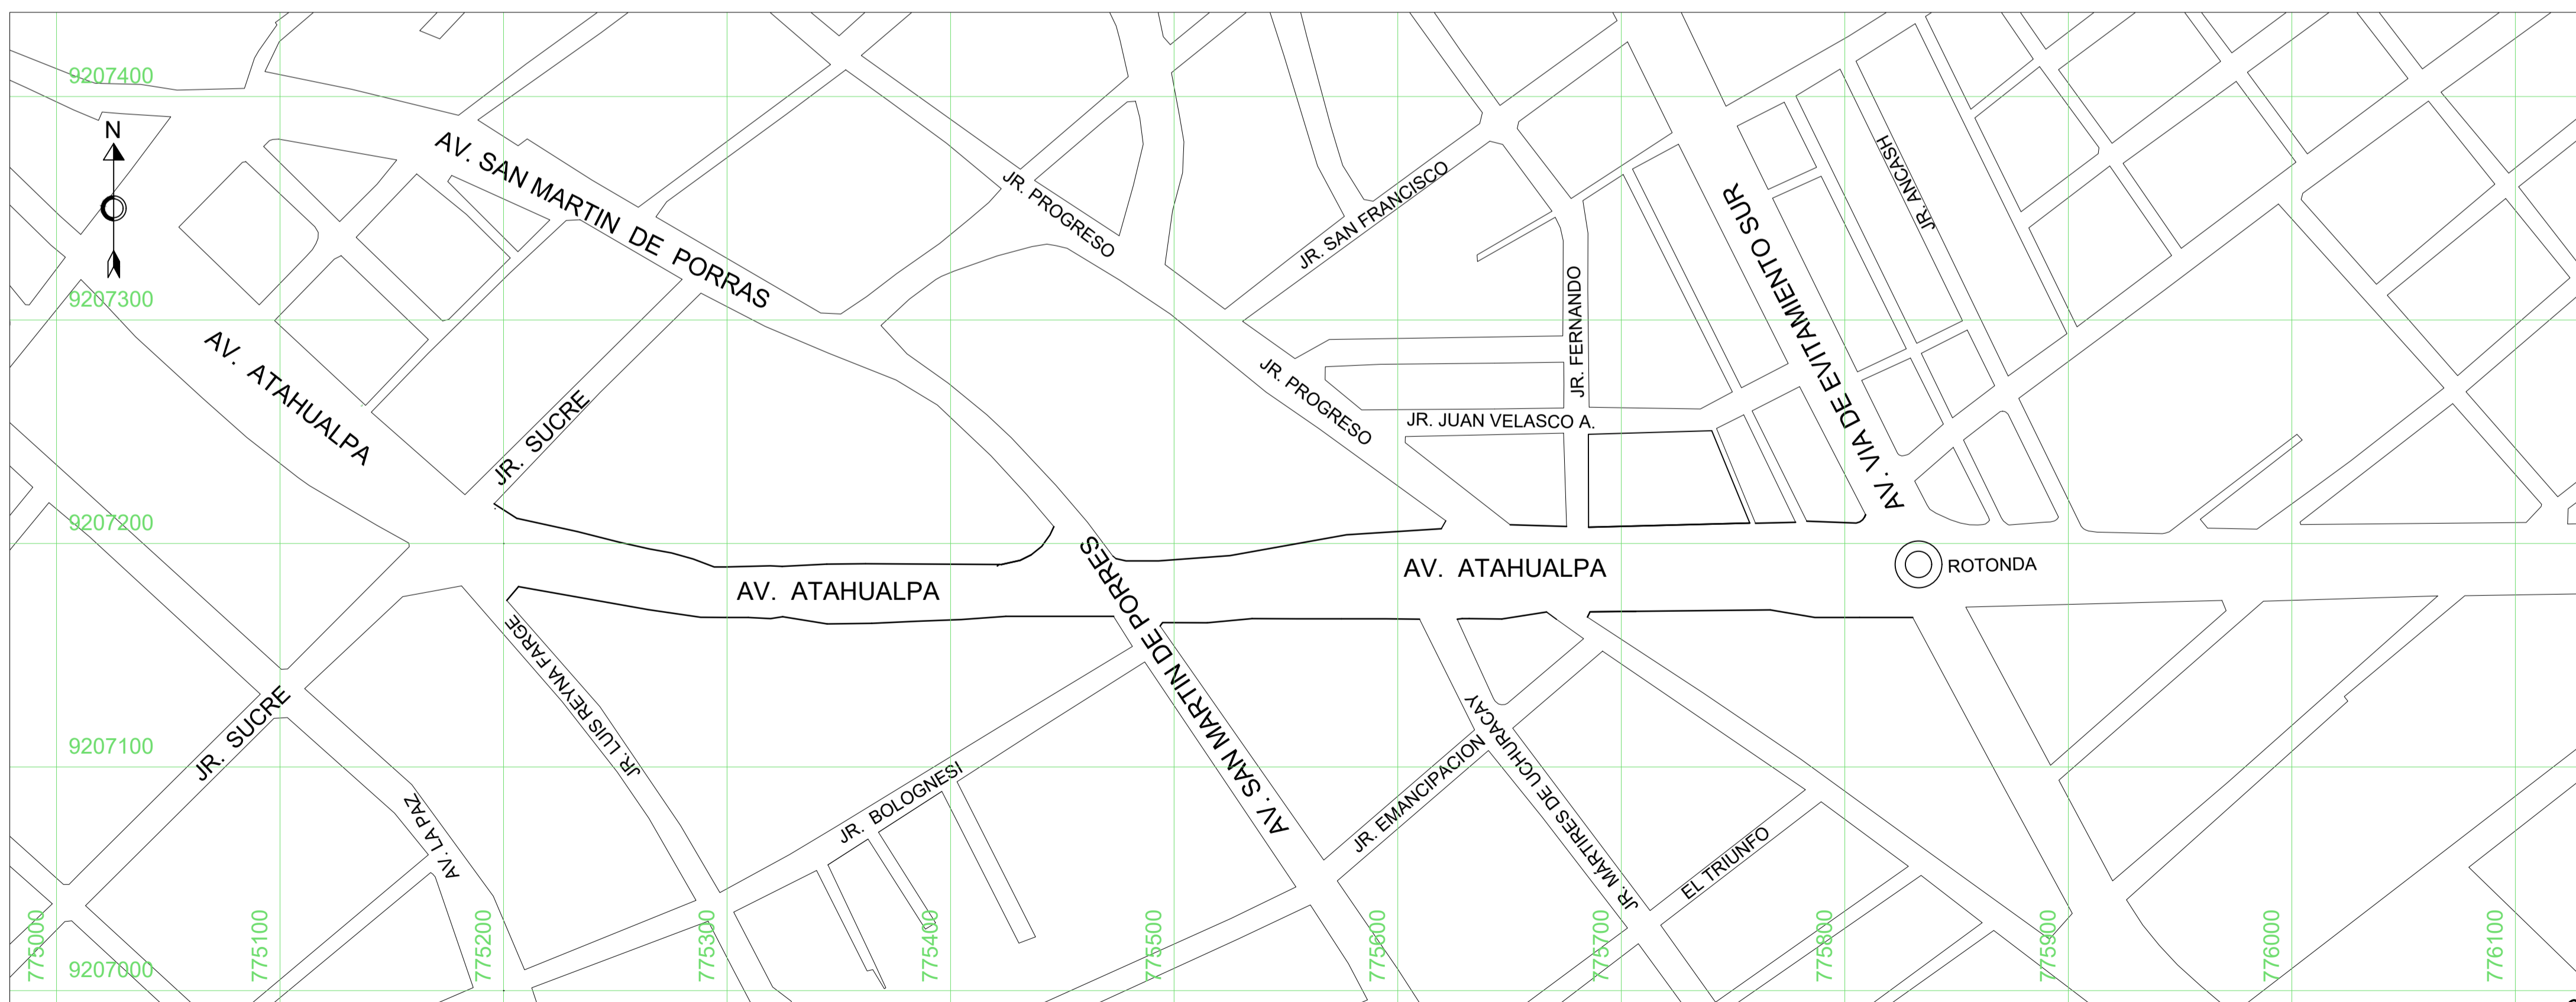 9207400
N
AV. SAN MARTIN DE PORRAS
JR. PROGRESO
JR. SAN FRANCISCO
JR. ANCASH
AV. VIA DE EVITAMIENTO SUR
9207300
JR. FERNANDO
AV. ATAHUALPA
JR. SUCRE
JR. PROGRESO
JR. JUAN VELASCO A.
9207200
AV. ATAHUALPA
AV. ATAHUALPA
ROTONDA
AV. SAN MARTIN DE PORRES
JR. LUIS REYNA FARGE
JR. SUCRE
9207100
AV. LA PAZ
JR. BOLOGNESI
JR. EMANCIPACION
JR. MARTIRES DE UCHURACAY
EL TRIUNFO
9207000
775000
775100
775200
775300
775400
775500
775600
775700
775800
775900
776000
776100